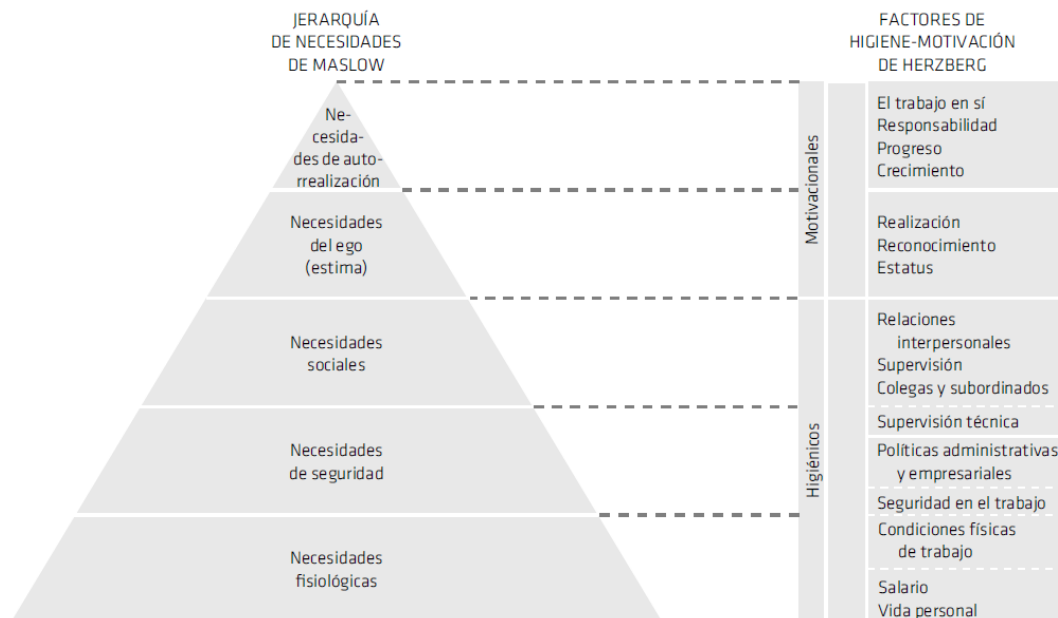 JERARQUÍA
DE NECESIDADES
DE MASLOW
Ne-
cesida-
des de auto-
rrealización
Necesidades
del ego
(estima)
Necesidades
sociales
Necesidades
de seguridad
Necesidades
fisiológicas
FACTORES DE
HIGIENE-MOTIVACIÓN
DE HERZBERG
Motivacionales
El trabajo en sí
Responsabilidad
Progreso
Crecimiento
Realización
Reconocimiento
Estatus
Higiénicos
Relaciones
interpersonales
Supervisión
Colegas y subordinados
Supervisión técnica
Políticas administrativas
y empresariales
Seguridad en el trabajo
Condiciones físicas
de trabajo
Salario
Vida personal